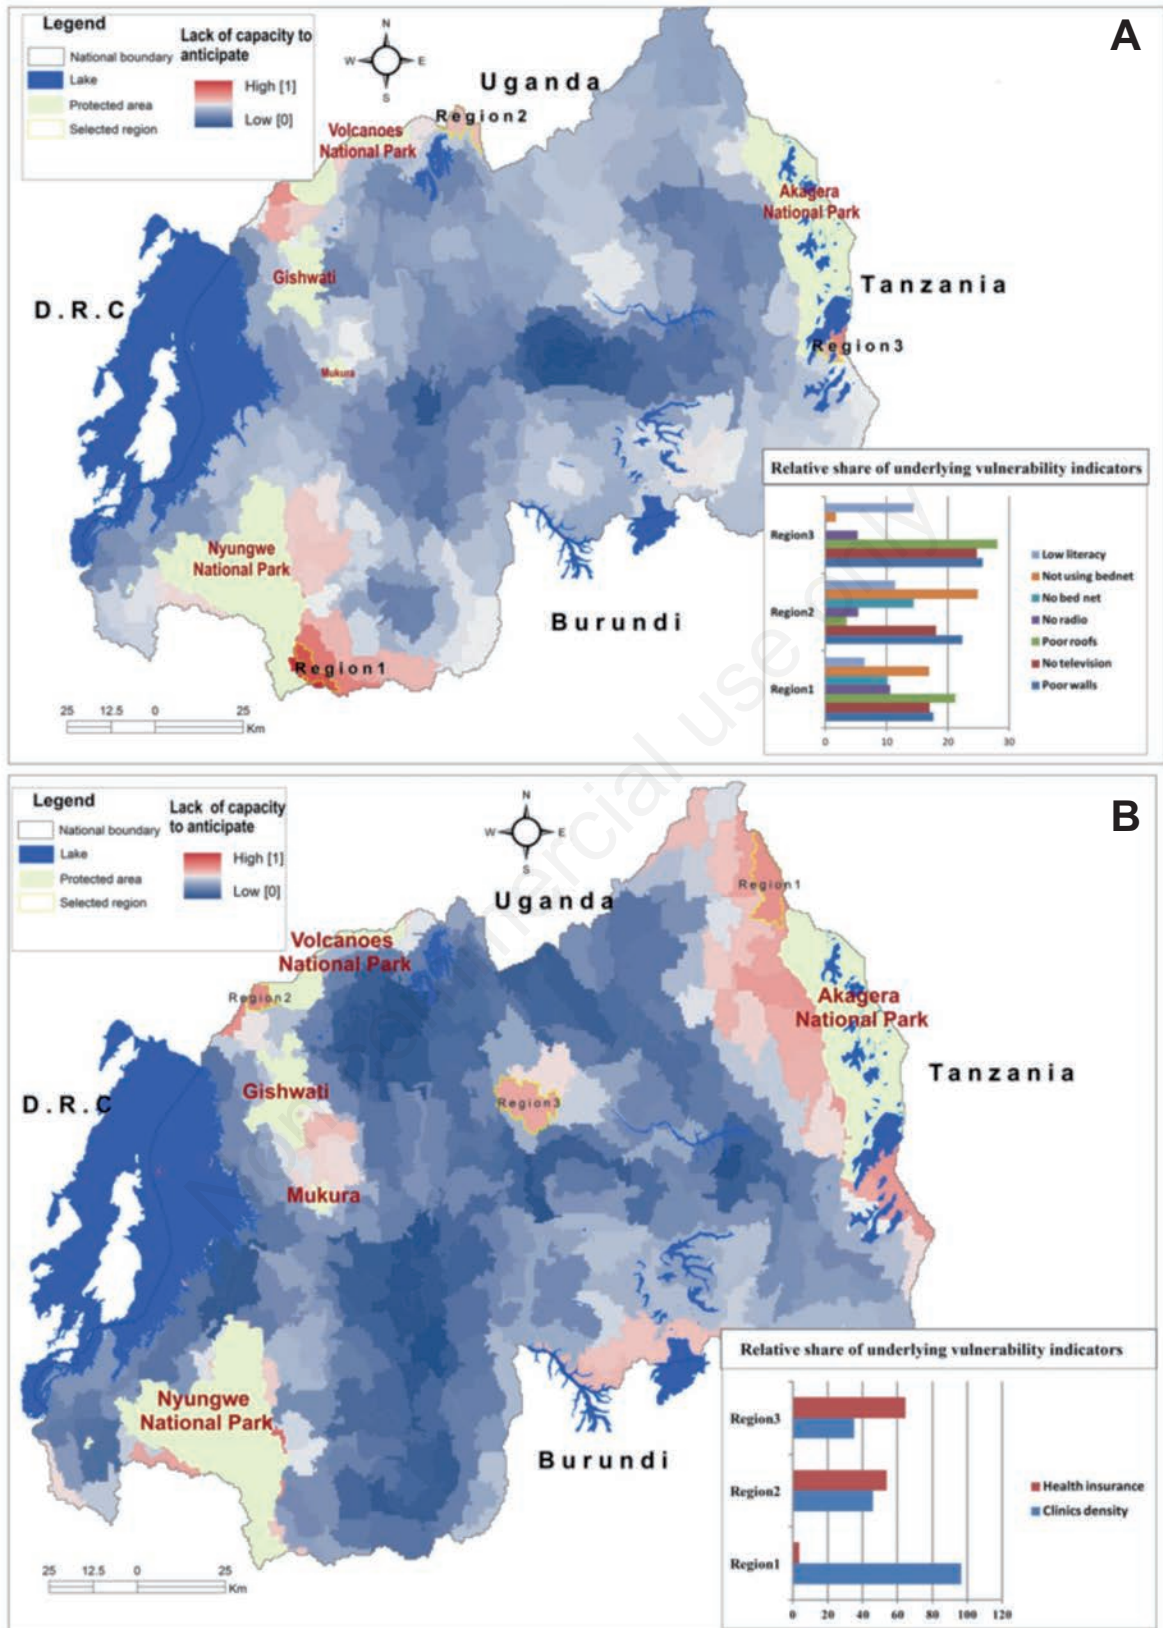 A
Legend
National boundary
Lake
Protected area
Selected region
Lack of capacity to
anticipate
High [1]
Low [0]
N
W E
S
Uganda
Region2
Volcanoes
National Park
Akagera
National Park
Gishwati
Tanzania
D.R.C
Region3
Mukura
Nyungwe
National Park
Burundi
Region1
25 12.5 0 25
Km
Relative share of underlying vulnerability indicators
Region3
Region2
Region1
0 10 20 30
Low literacy
Not using bednet
No bed net
No radio
Poor roofs
No television
Poor walls
B
Legend
National boundary
Lake
Protected area
Selected region
Lack of capacity
to anticipate
High [1]
Low [0]
N
W E
S
Region1
Uganda
Volcanoes
National Park
Region2
Akagera
National Park
Tanzania
Gishwati
D.R.C
Region3
Mukura
Nyungwe
National Park
Burundi
25 12.5 0 25
Km
Relative share of underlying vulnerability indicators
Region3
Region2
Region1
0 20 40 60 80 100 120
Health insurance
Clinics density
Non-commercial use only